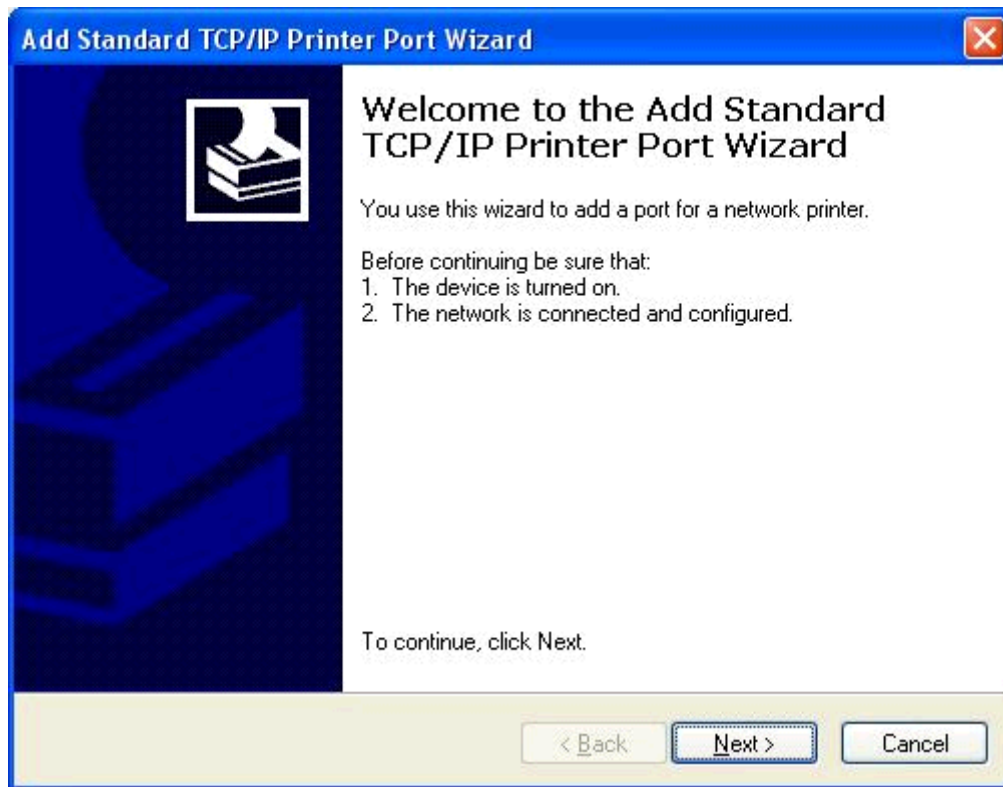 Add Standard TCP/IP Printer Port Wizard
Welcome to the Add Standard
TCP/IP Printer Port Wizard
You use this wizard to add a port for a network printer.
Before continuing be sure that:
1. The device is turned on.
2. The network is connected and configured.
To continue, click Next.
< Back
Next >
Cancel